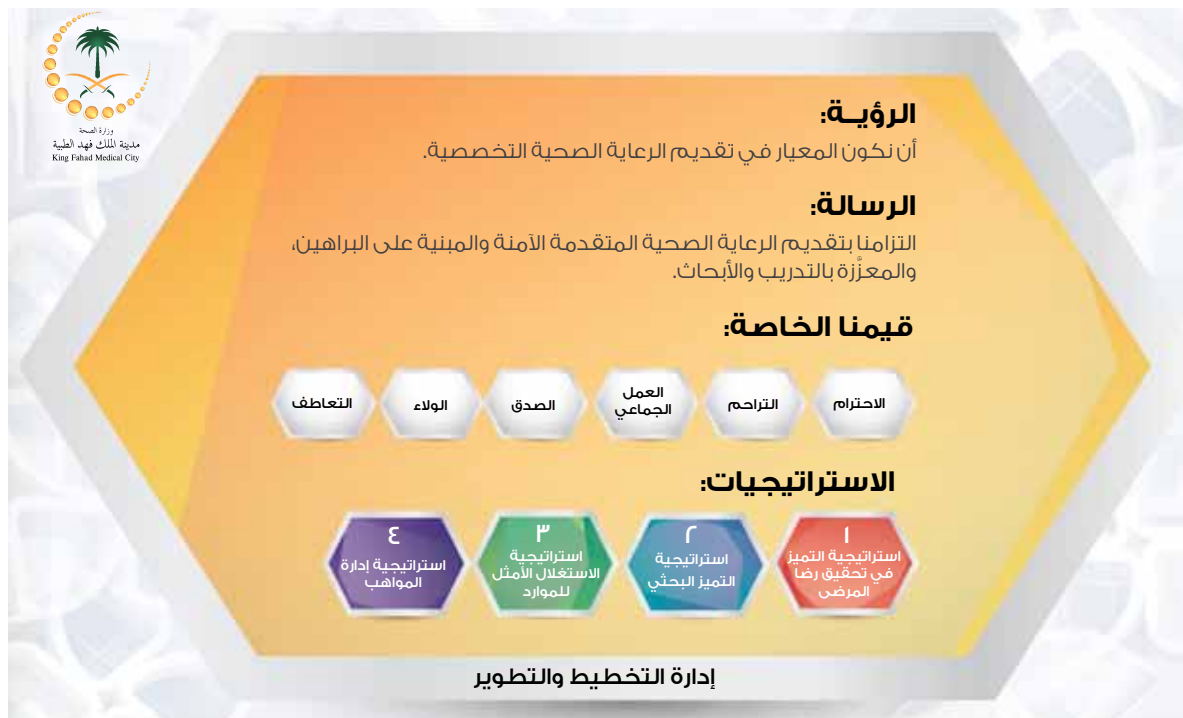 وزارة الصحة
مدينة الملك فهد الطبية
King Fahad Medical City
الرؤيــة:
أن نكون المعيار في تقديم الرعاية الصحية التخصصية.
الرسالة:
التزامنا بتقديم الرعاية الصحية المتقدمة الآمنة والمبنية على البراهين،
والمعزَّزة بالتدريب والأبحاث.
قيمنا الخاصة:
الاحترام
التراحم
العمل
الجماعي
الصدق
الولاء
التعاطف
الاستراتيجيات:
١
استراتيجية التميز
في تحقيق رضا
المرضى
٢
استراتيجية
التميز البحثي
٣
استراتيجية
الاستغلال الأمثل
للموارد
٤
استراتيجية إدارة
المواهب
إدارة التخطيط والتطوير